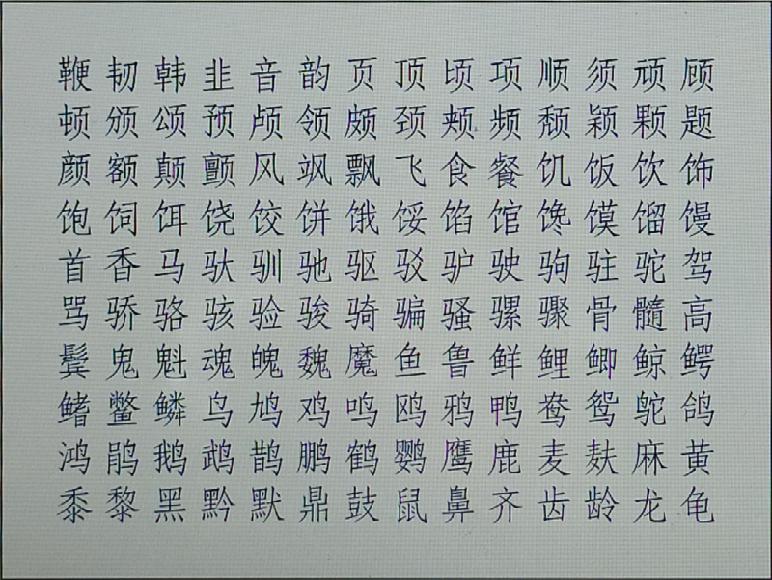 鞭韧韩韭音韵页顶顷项顺须顽顾
顿颁颂预颅领颇颈颊频颓颖颗题
颜额颠颤风飒飘飞食餐饥饭饮饰
饱饲饵饶饺饼饿馁馅馆馋馍馏馒
首香马驮驯驰驱驳驴驶驹驻驼驾
骂骄骆骇验骏骑骗骚骡骤骨髓高
鬓鬼魁魂魄魏魔鱼鲁鲜鲤鲫鲸鳄
鳍鳖鳞鸟鸠鸡鸣鸥鸦鸭鸯鸳鸵鸽
鸿鹃鹅鹉鹊鹏鹤鹦鹰鹿麦麸麻黄
黍黎黑黔默鼎鼓鼠鼻齐齿龄龙龟